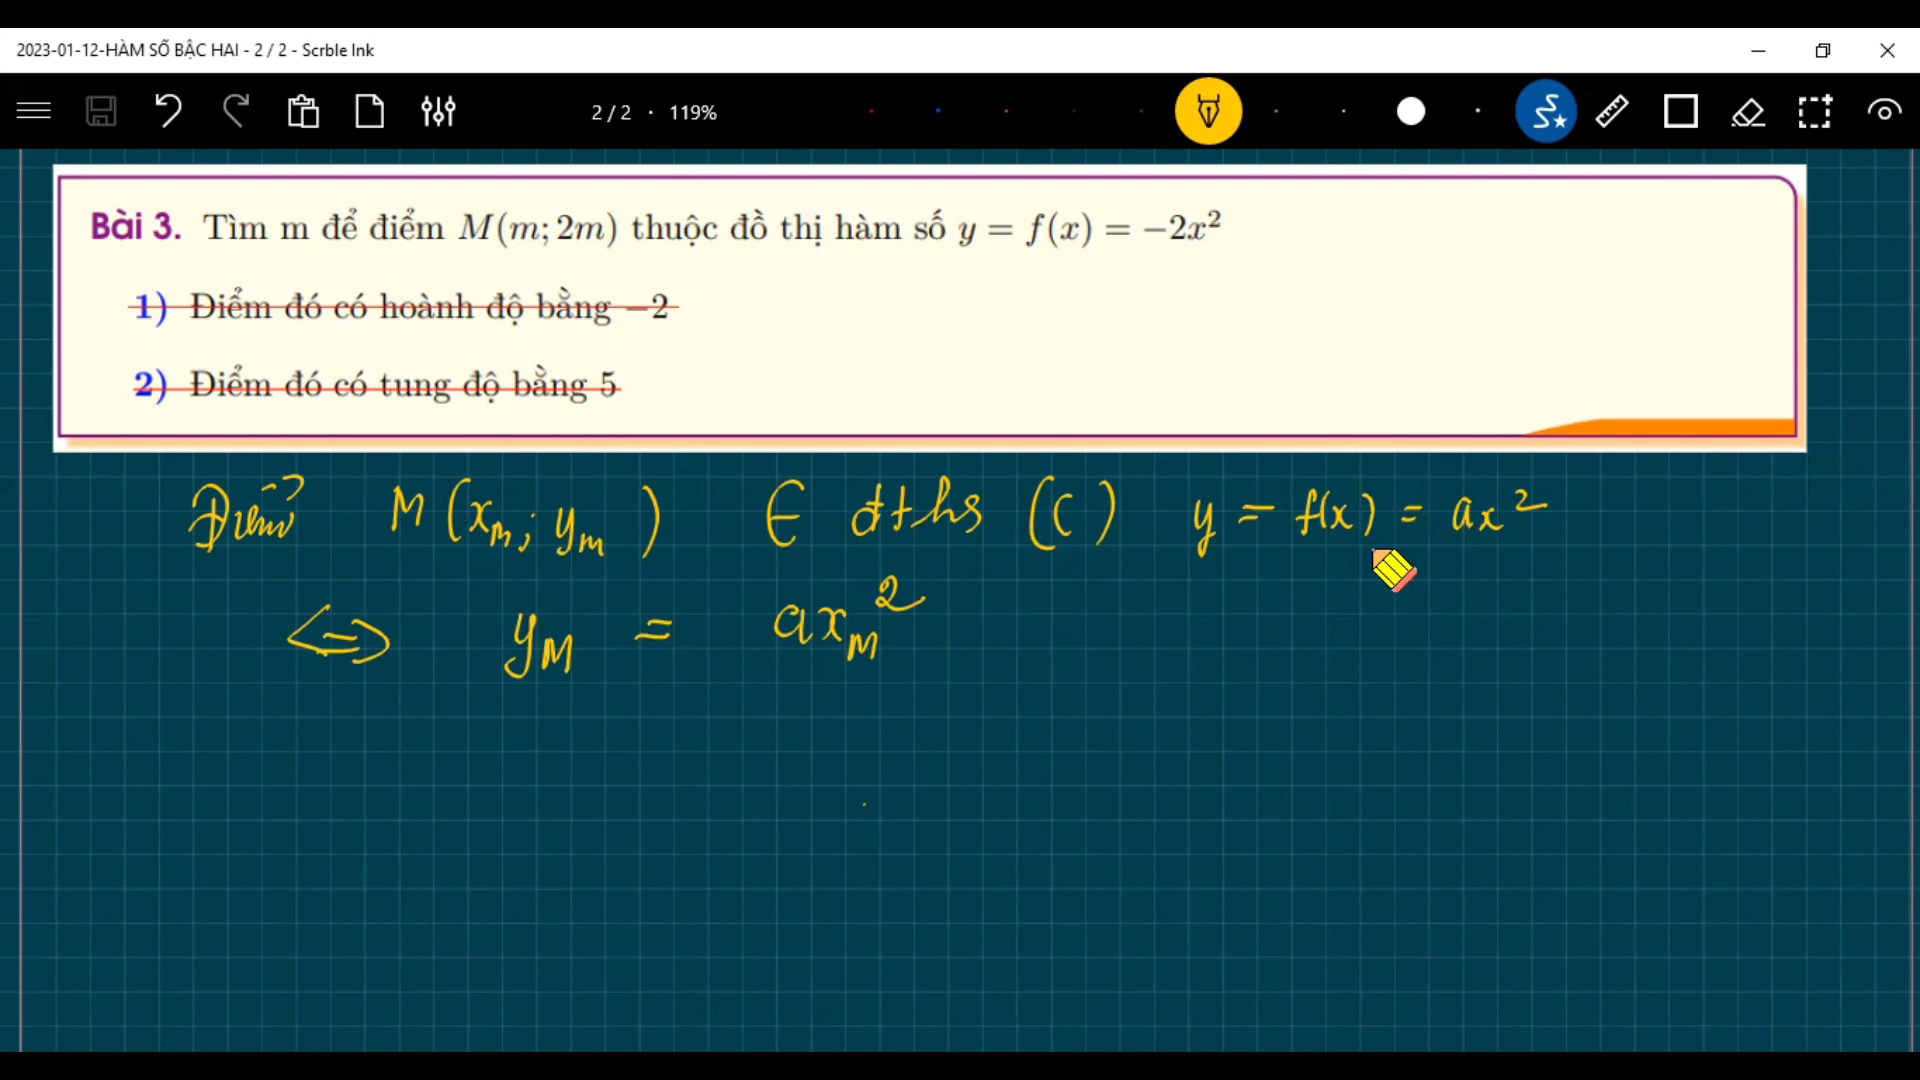 2023-01-12-HÀM SỐ BẬC HAI - 2 / 2 - Scrble Ink
2 / 2 · 119%
Bài 3. Tìm m để điểm M(m; 2m) thuộc đồ thị hàm số y = f(x) = −2x²
1) Điểm đó có hoành độ bằng −2
2) Điểm đó có tung độ bằng 5
Điểm M(x_m; y_m) ∈ đths (C) y = f(x) = ax²
<=> y_M = ax_M²